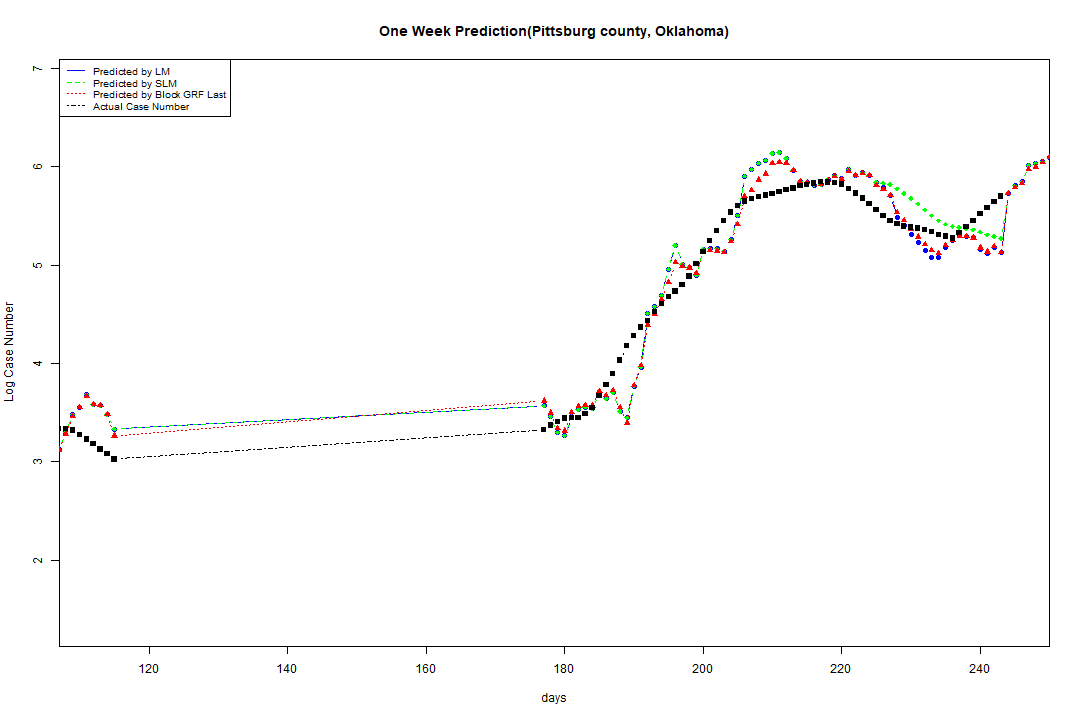 One Week Prediction(Pittsburg county, Oklahoma)
Predicted by LM
Predicted by SLM
Predicted by Block GRF Last
Actual Case Number
7
6
5
4
3
2
Log Case Number
120 140 160 180 200 220 240
days